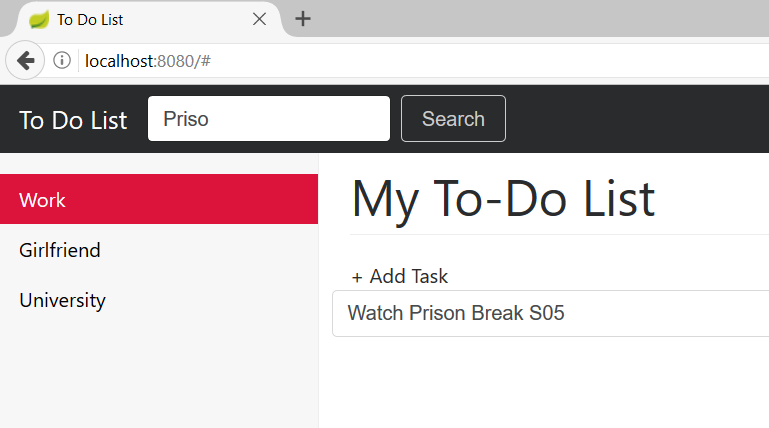 To Do List
localhost:8080/#
To Do List Priso Search
Work
Girlfriend
University
My To-Do List
+ Add Task
Watch Prison Break S05